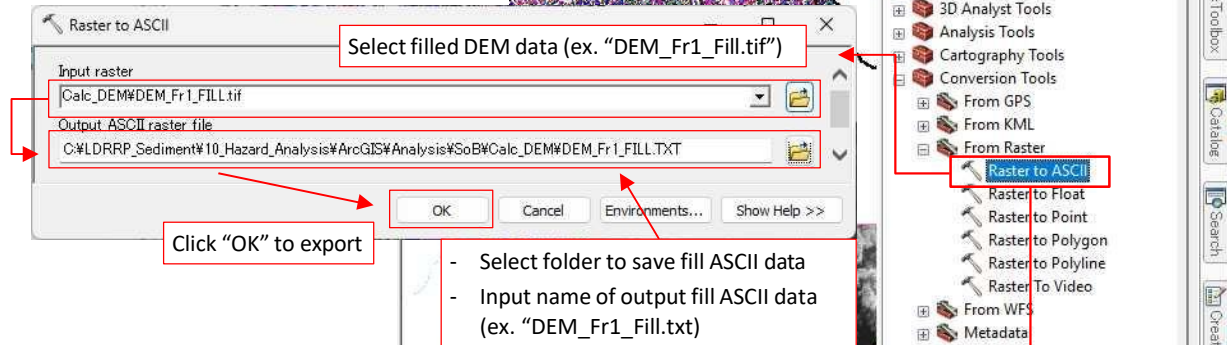 Raster to ASCII
Select filled DEM data (ex. “DEM_Fr1_Fill.tif”)
Input raster
Calc_DEM¥DEM_Fr1_FILL.tif
Output ASCII raster file
C:¥LDRRP_Sediment¥10_Hazard_Analysis¥ArcGIS¥Analysis¥SoB¥Calc_DEM¥DEM_Fr1_FILL.TXT
OK
Cancel
Environments...
Show Help >>
Click “OK” to export
- Select folder to save fill ASCII data
- Input name of output fill ASCII data
(ex. “DEM_Fr1_Fill.txt)
3D Analyst Tools
Analysis Tools
Cartography Tools
Conversion Tools
From GPS
From KML
From Raster
Raster to ASCII
Raster to Float
Raster to Point
Raster to Polygon
Raster to Polyline
Raster To Video
From WFS
Metadata
Toolbox
Catalog
Search
Creat